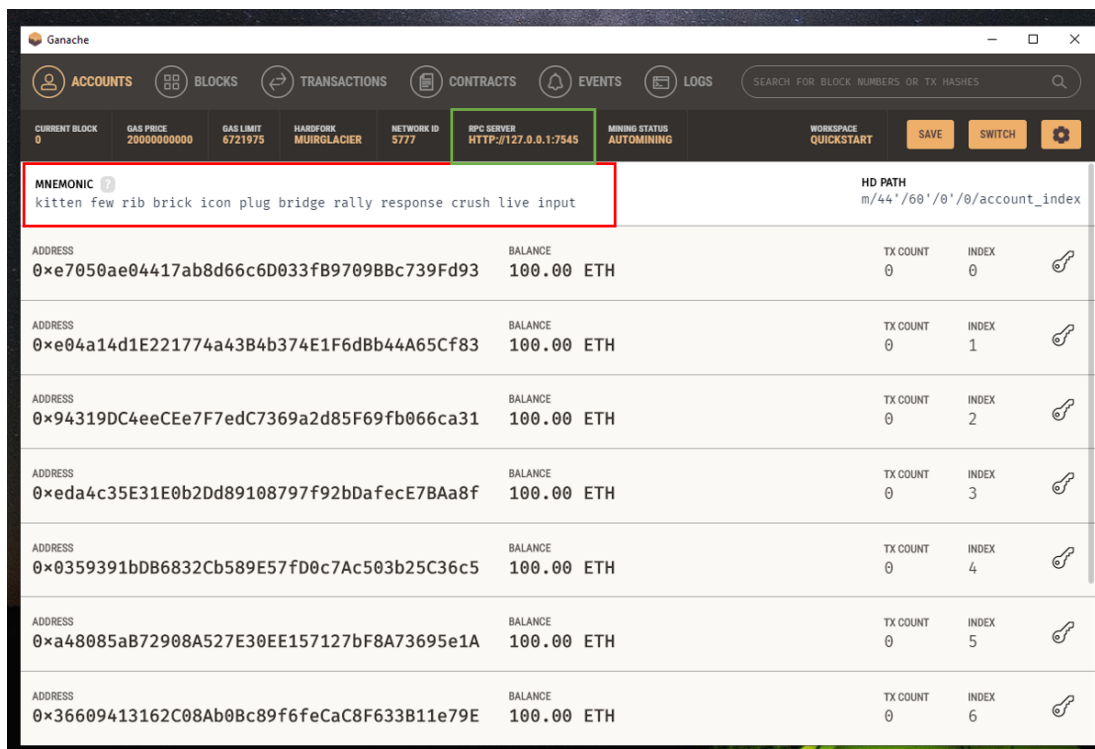 Ganache
ACCOUNTS BLOCKS TRANSACTIONS CONTRACTS EVENTS LOGS SEARCH FOR BLOCK NUMBERS OR TX HASHES
CURRENT BLOCK GAS PRICE GAS LIMIT HARDFORK NETWORK ID RPC SERVER MINING STATUS WORKSPACE
0 20000000000 6721975 MUIRGLACIER 5777 HTTP://127.0.0.1:7545 AUTOMINING QUICKSTART SAVE SWITCH
MNEMONIC ? HD PATH
kitten few rib brick icon plug bridge rally response crush live input m/44'/60'/0'/0/account_index
ADDRESS BALANCE TX COUNT INDEX
0×e7050ae04417ab8d66c6D033fB9709BBc739Fd93 100.00 ETH 0 0
ADDRESS BALANCE TX COUNT INDEX
0×e04a14d1E221774a43B4b374E1F6dBb44A65Cf83 100.00 ETH 0 1
ADDRESS BALANCE TX COUNT INDEX
0×94319DC4eeCEe7F7edC7369a2d85F69fb066ca31 100.00 ETH 0 2
ADDRESS BALANCE TX COUNT INDEX
0×eda4c35E31E0b2Dd89108797f92bDafecE7BAa8f 100.00 ETH 0 3
ADDRESS BALANCE TX COUNT INDEX
0×0359391bDB6832Cb589E57fD0c7Ac503b25C36c5 100.00 ETH 0 4
ADDRESS BALANCE TX COUNT INDEX
0×a48085aB72908A527E30EE157127bF8A73695e1A 100.00 ETH 0 5
ADDRESS BALANCE TX COUNT INDEX
0×36609413162C08Ab0Bc89f6feCaC8F633B11e79E 100.00 ETH 0 6